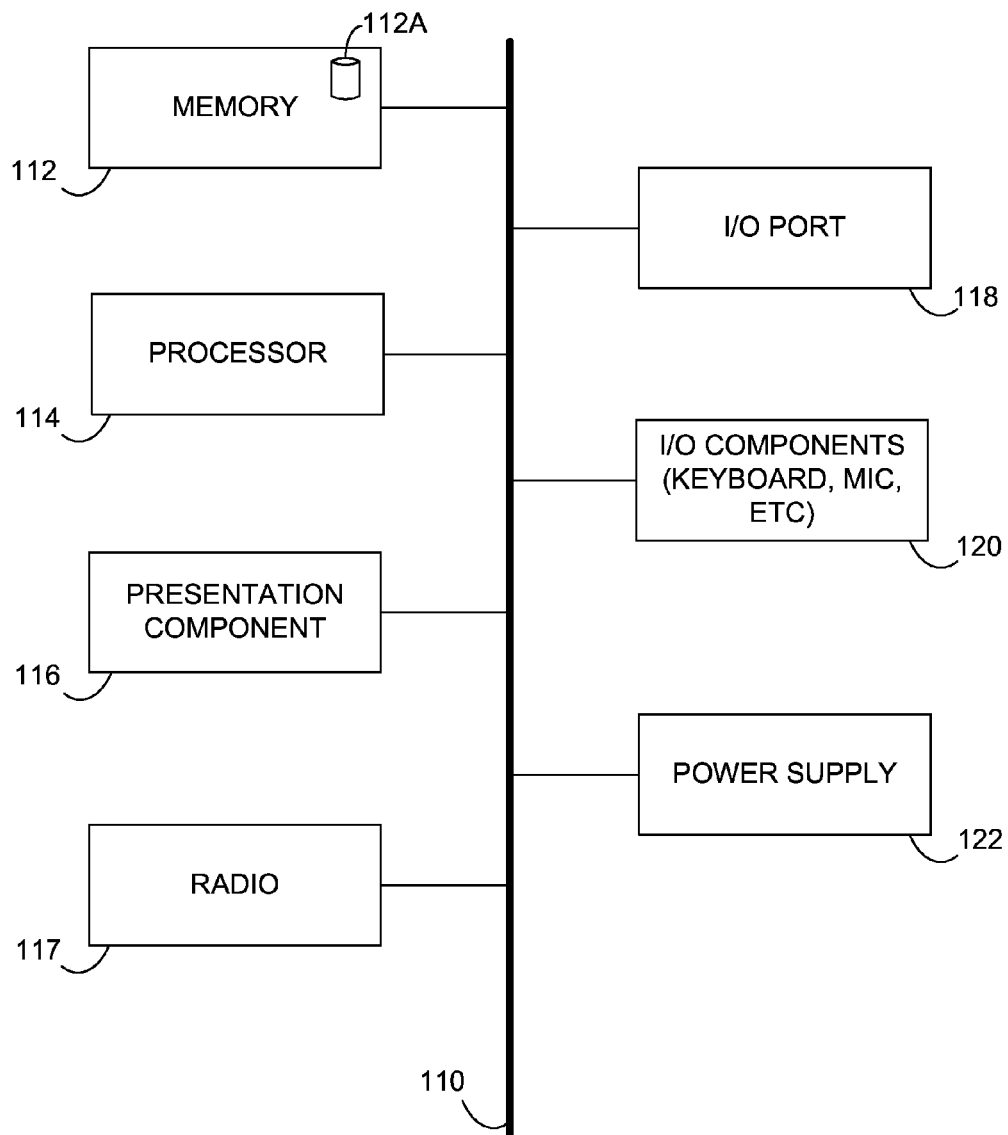 112A
MEMORY
112
I/O PORT
118
PROCESSOR
114
I/O COMPONENTS
(KEYBOARD, MIC,
ETC)
120
PRESENTATION
COMPONENT
116
POWER SUPPLY
122
RADIO
117
110